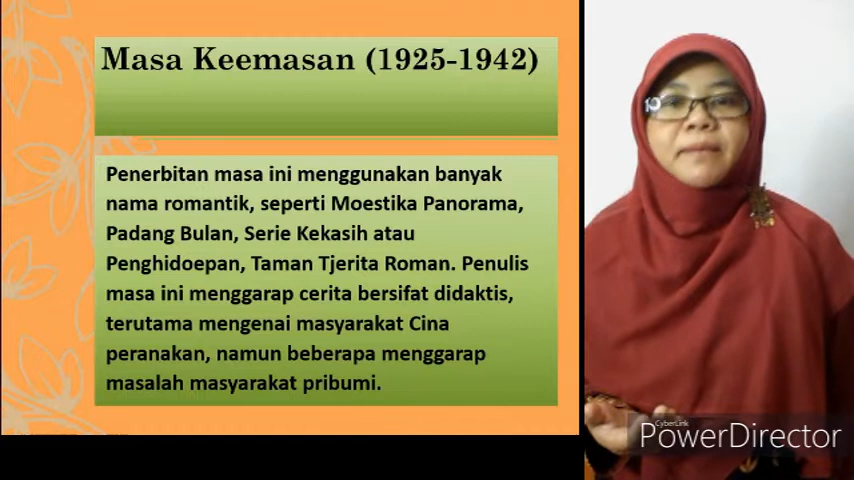 Masa Keemasan (1925-1942)
Penerbitan masa ini menggunakan banyak
nama romantik, seperti Moestika Panorama,
Padang Bulan, Serie Kekasih atau
Penghidoepan, Taman Tjerita Roman. Penulis
masa ini menggarap cerita bersifat didaktis,
terutama mengenai masyarakat Cina
peranakan, namun beberapa menggarap
masalah masyarakat pribumi.
CyberLink
PowerDirector